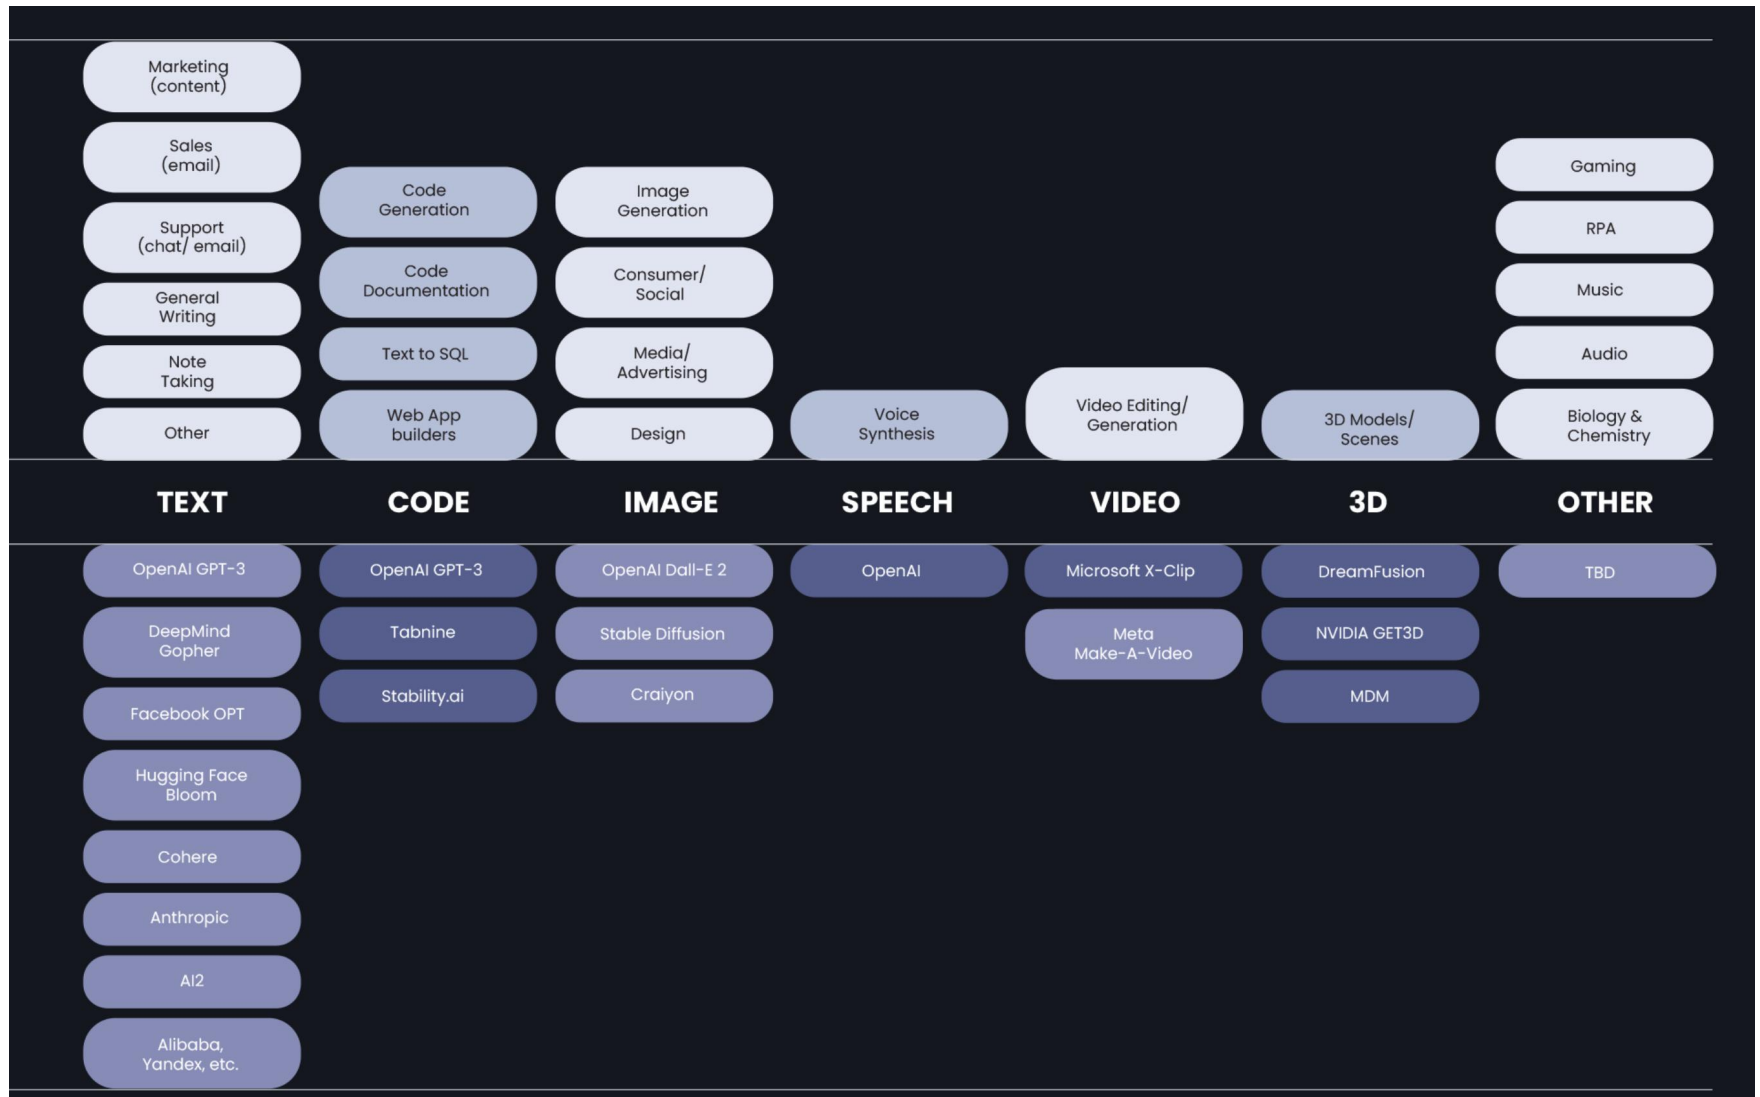 Marketing
(content)
Sales
(email)
Support
(chat/ email)
General
Writing
Note
Taking
Other
Code
Generation
Code
Documentation
Text to SQL
Web App
builders
Image
Generation
Consumer/
Social
Media/
Advertising
Design
Voice
Synthesis
Video Editing/
Generation
3D Models/
Scenes
Gaming
RPA
Music
Audio
Biology &
Chemistry
TEXT
CODE
IMAGE
SPEECH
VIDEO
3D
OTHER
OpenAI GPT-3
DeepMind
Gopher
Facebook OPT
Hugging Face
Bloom
Cohere
Anthropic
AI2
Alibaba,
Yandex, etc.
OpenAI GPT-3
Tabnine
Stability.ai
OpenAI Dall-E 2
Stable Diffusion
Craiyon
OpenAI
Microsoft X-Clip
Meta
Make-A-Video
DreamFusion
NVIDIA GET3D
MDM
TBD